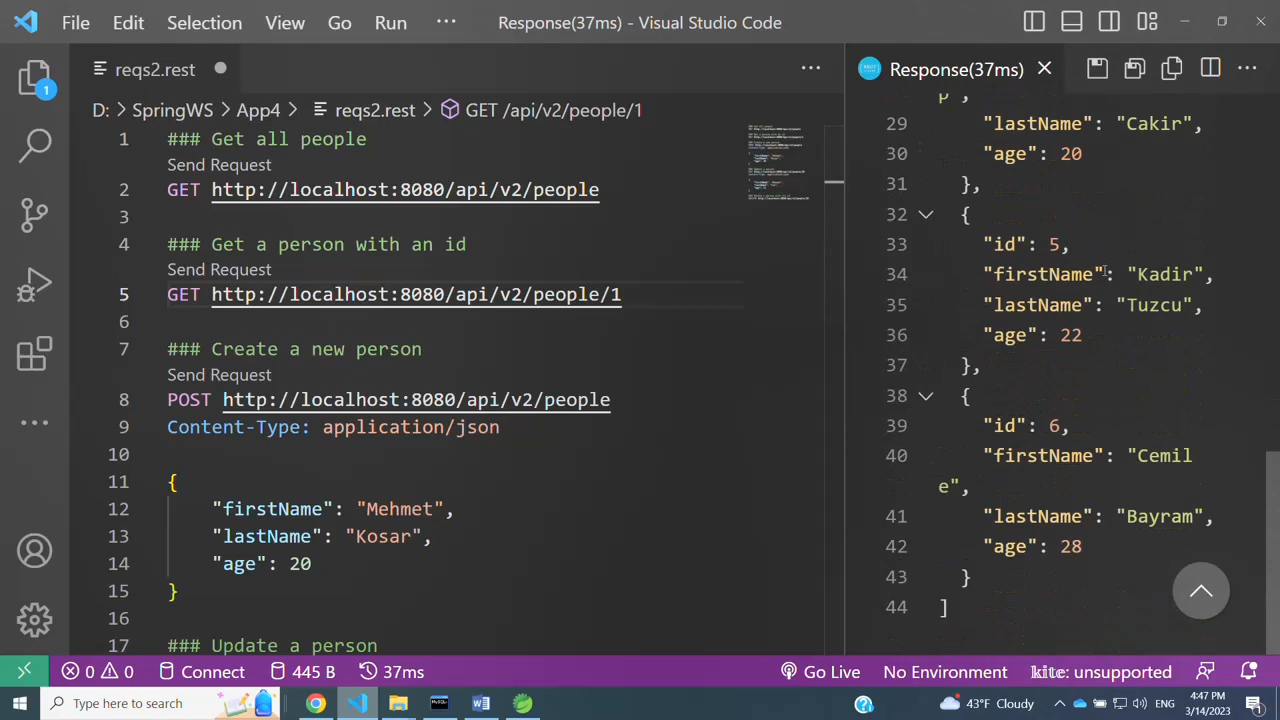 File Edit Selection View Go Run ··· Response(37ms) - Visual Studio Code
reqs2.rest
Response(37ms)
D: > SpringWS > App4 > reqs2.rest > GET /api/v2/people/1
1 ### Get all people
Send Request
2 GET http://localhost:8080/api/v2/people
3
4 ### Get a person with an id
Send Request
5 GET http://localhost:8080/api/v2/people/1
6
7 ### Create a new person
Send Request
8 POST http://localhost:8080/api/v2/people
9 Content-Type: application/json
10
11 {
12 "firstName": "Mehmet",
13 "lastName": "Kosar",
14 "age": 20
15 }
16
17 ### Update a person
p",
29 "lastName": "Cakir",
30 "age": 20
31 },
32 {
33 "id": 5,
34 "firstName": "Kadir",
35 "lastName": "Tuzcu",
36 "age": 22
37 },
38 {
39 "id": 6,
40 "firstName": "Cemil
e",
41 "lastName": "Bayram",
42 "age": 28
43 }
44 ]
1
0 0 Connect 445 B 37ms Go Live No Environment kite: unsupported
Type here to search 43°F Cloudy ENG 4:47 PM
3/14/2023
1